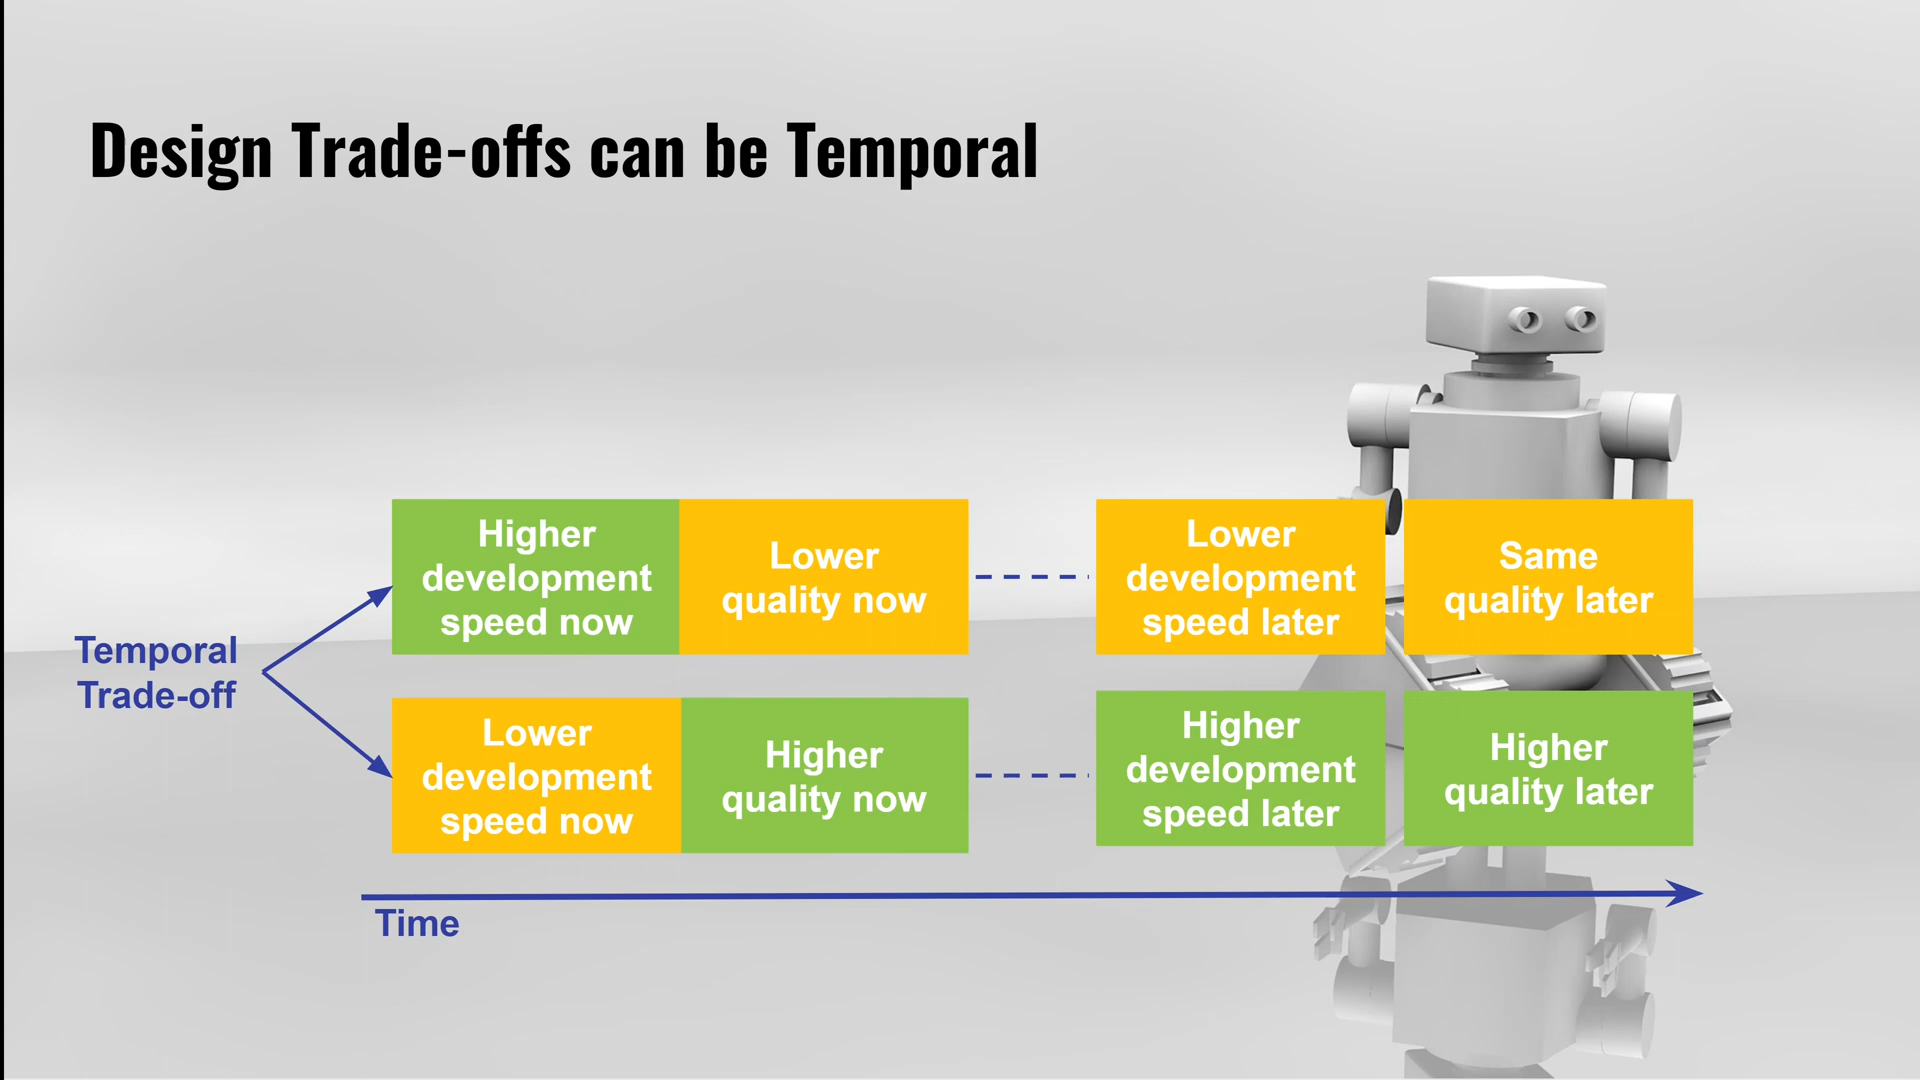 Design Trade-offs can be Temporal
Temporal
Trade-off
Higher
development
speed now
Lower
quality now
Lower
development
speed later
Same
quality later
Lower
development
speed now
Higher
quality now
Higher
development
speed later
Higher
quality later
Time